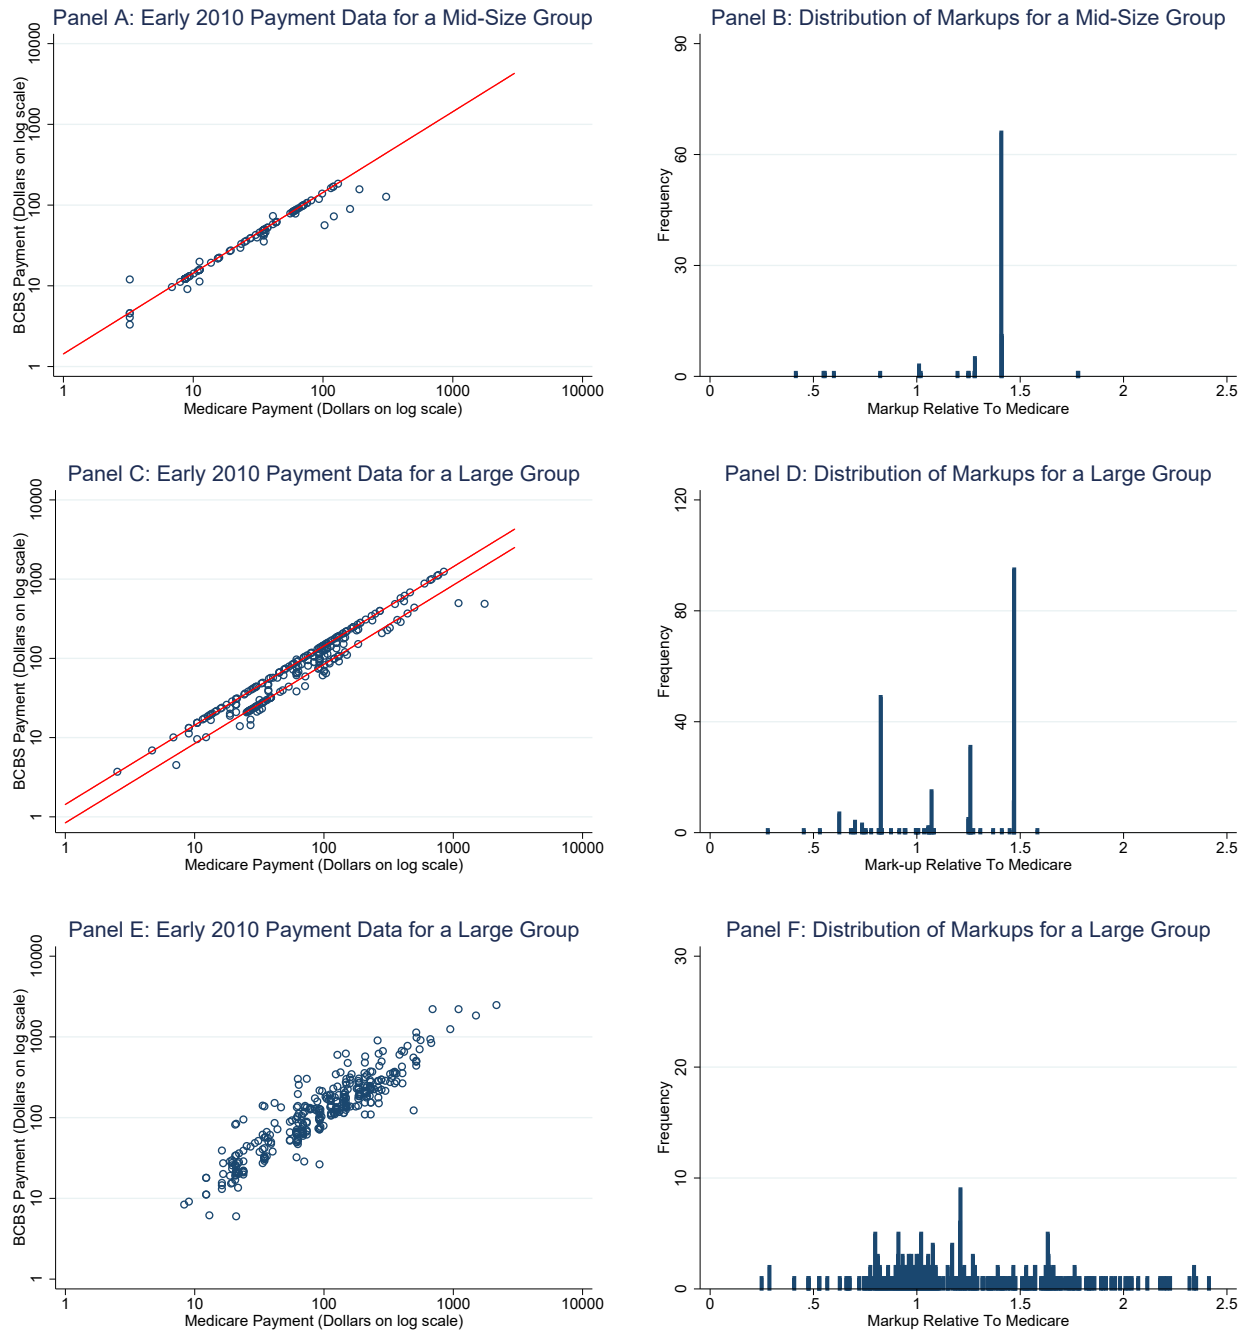 Panel A: Early 2010 Payment Data for a Mid-Size Group
BCBS Payment (Dollars on log scale)
10000
1000
100
10
1
1 10 100 1000 10000
Medicare Payment (Dollars on log scale)
Panel B: Distribution of Markups for a Mid-Size Group
Frequency
90
60
30
0
0 .5 1 1.5 2 2.5
Markup Relative To Medicare
Panel C: Early 2010 Payment Data for a Large Group
BCBS Payment (Dollars on log scale)
10000
1000
100
10
1
1 10 100 1000 10000
Medicare Payment (Dollars on log scale)
Panel D: Distribution of Markups for a Large Group
Frequency
120
80
40
0
0 .5 1 1.5 2 2.5
Mark-up Relative To Medicare
Panel E: Early 2010 Payment Data for a Large Group
BCBS Payment (Dollars on log scale)
10000
1000
100
10
1
1 10 100 1000 10000
Medicare Payment (Dollars on log scale)
Panel F: Distribution of Markups for a Large Group
Frequency
30
20
10
0
0 .5 1 1.5 2 2.5
Markup Relative To Medicare